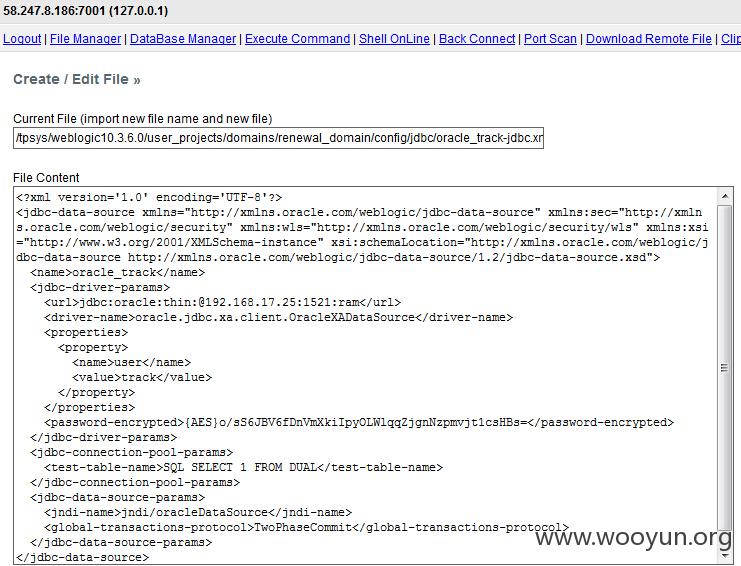 58.247.8.186:7001 (127.0.0.1)
Logout | File Manager | DataBase Manager | Execute Command | Shell OnLine | Back Connect | Port Scan | Download Remote File | Clip
Create / Edit File »
Current File (import new file name and new file)
/tpsys/weblogic10.3.6.0/user_projects/domains/renewal_domain/config/jdbc/oracle_track-jdbc.xm
File Content
<?xml version='1.0' encoding='UTF-8'?>
<jdbc-data-source xmlns="http://xmlns.oracle.com/weblogic/jdbc-data-source" xmlns:sec="http://xmln
s.oracle.com/weblogic/security" xmlns:wls="http://xmlns.oracle.com/weblogic/security/wls" xmlns:xsi
="http://www.w3.org/2001/XMLSchema-instance" xsi:schemaLocation="http://xmlns.oracle.com/weblogic/j
dbc-data-source http://xmlns.oracle.com/weblogic/jdbc-data-source/1.2/jdbc-data-source.xsd">
  <name>oracle_track</name>
  <jdbc-driver-params>
    <url>jdbc:oracle:thin:@192.168.17.25:1521:ram</url>
    <driver-name>oracle.jdbc.xa.client.OracleXADataSource</driver-name>
    <properties>
      <property>
        <name>user</name>
        <value>track</value>
      </property>
    </properties>
    <password-encrypted>{AES}o/sS6JBV6fDnVmXkiIpyOLWlqqZjgnNzpmvjt1csHBs=</password-encrypted>
  </jdbc-driver-params>
  <jdbc-connection-pool-params>
    <test-table-name>SQL SELECT 1 FROM DUAL</test-table-name>
  </jdbc-connection-pool-params>
  <jdbc-data-source-params>
    <jndi-name>jndi/oracleDataSource</jndi-name>
    <global-transactions-protocol>TwoPhaseCommit</global-transactions-protocol>
  </jdbc-data-source-params>
</jdbc-data-source>
www.wooyun.org